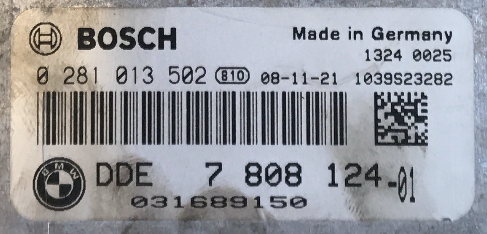 BOSCH Made in Germany
1324 0025
0 281 013 502 810 08-11-21 1039S23282
BMW DDE 7 808 124-01
031689150